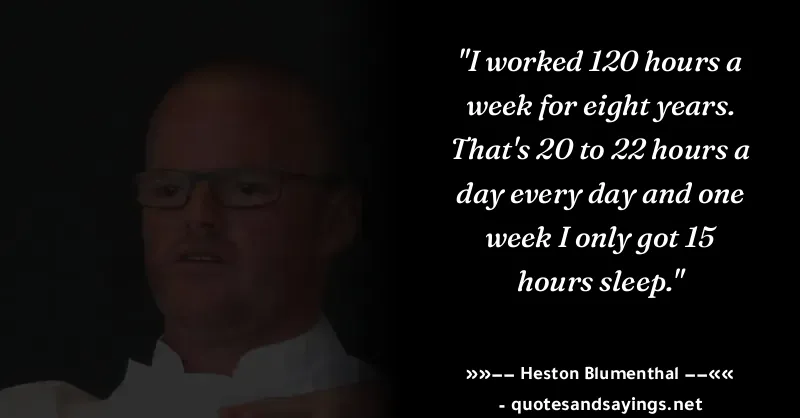 "I worked 120 hours a
week for eight years.
That's 20 to 22 hours a
day every day and one
week I only got 15
hours sleep."
»»−− Heston Blumenthal −−««
- quotesandsayings.net